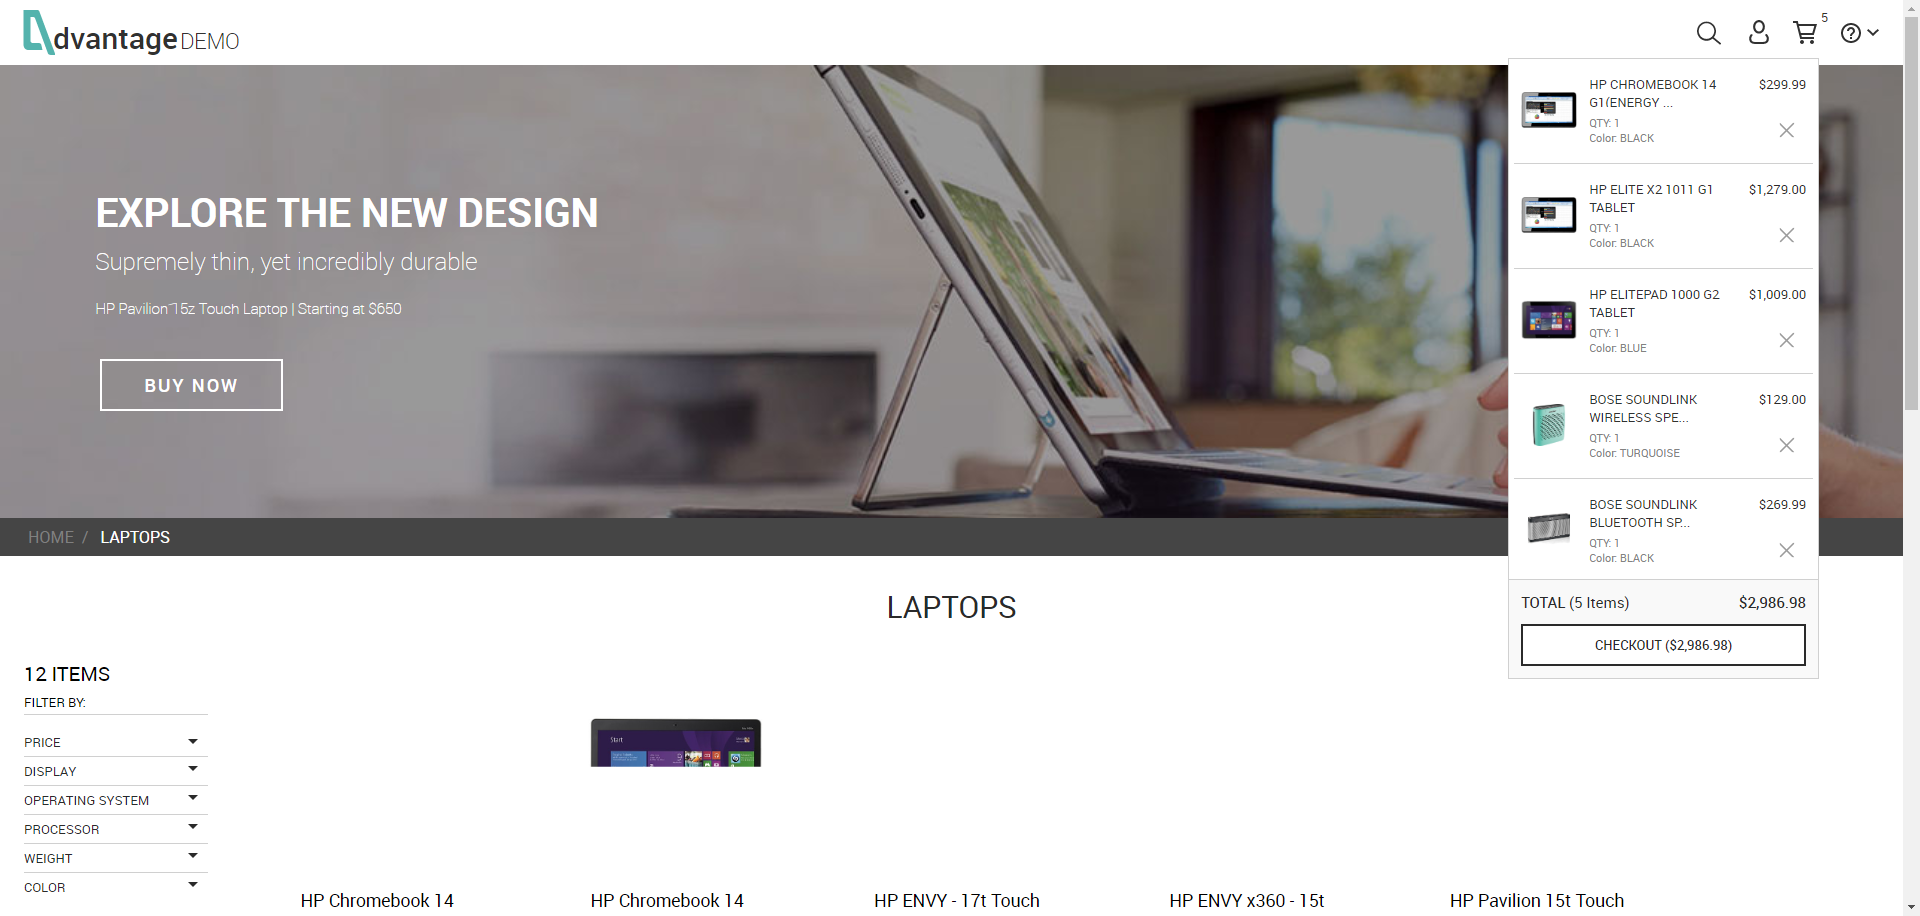 dvantage DEMO
5
EXPLORE THE NEW DESIGN
Supremely thin, yet incredibly durable
HP Pavilion 15z Touch Laptop | Starting at $650
BUY NOW
HP CHROMEBOOK 14 $299.99
G1(ENERGY ...
QTY: 1
Color: BLACK
HP ELITE X2 1011 G1 $1,279.00
TABLET
QTY: 1
Color: BLACK
HP ELITEPAD 1000 G2 $1,009.00
TABLET
QTY: 1
Color: BLUE
BOSE SOUNDLINK $129.00
WIRELESS SPE...
QTY: 1
Color: TURQUOISE
BOSE SOUNDLINK $269.99
BLUETOOTH SP...
QTY: 1
Color: BLACK
TOTAL (5 Items) $2,986.98
CHECKOUT ($2,986.98)
HOME / LAPTOPS
LAPTOPS
12 ITEMS
FILTER BY:
PRICE
DISPLAY
OPERATING SYSTEM
PROCESSOR
WEIGHT
COLOR
Start
HP Chromebook 14
HP Chromebook 14
HP ENVY - 17t Touch
HP ENVY x360 - 15t
HP Pavilion 15t Touch